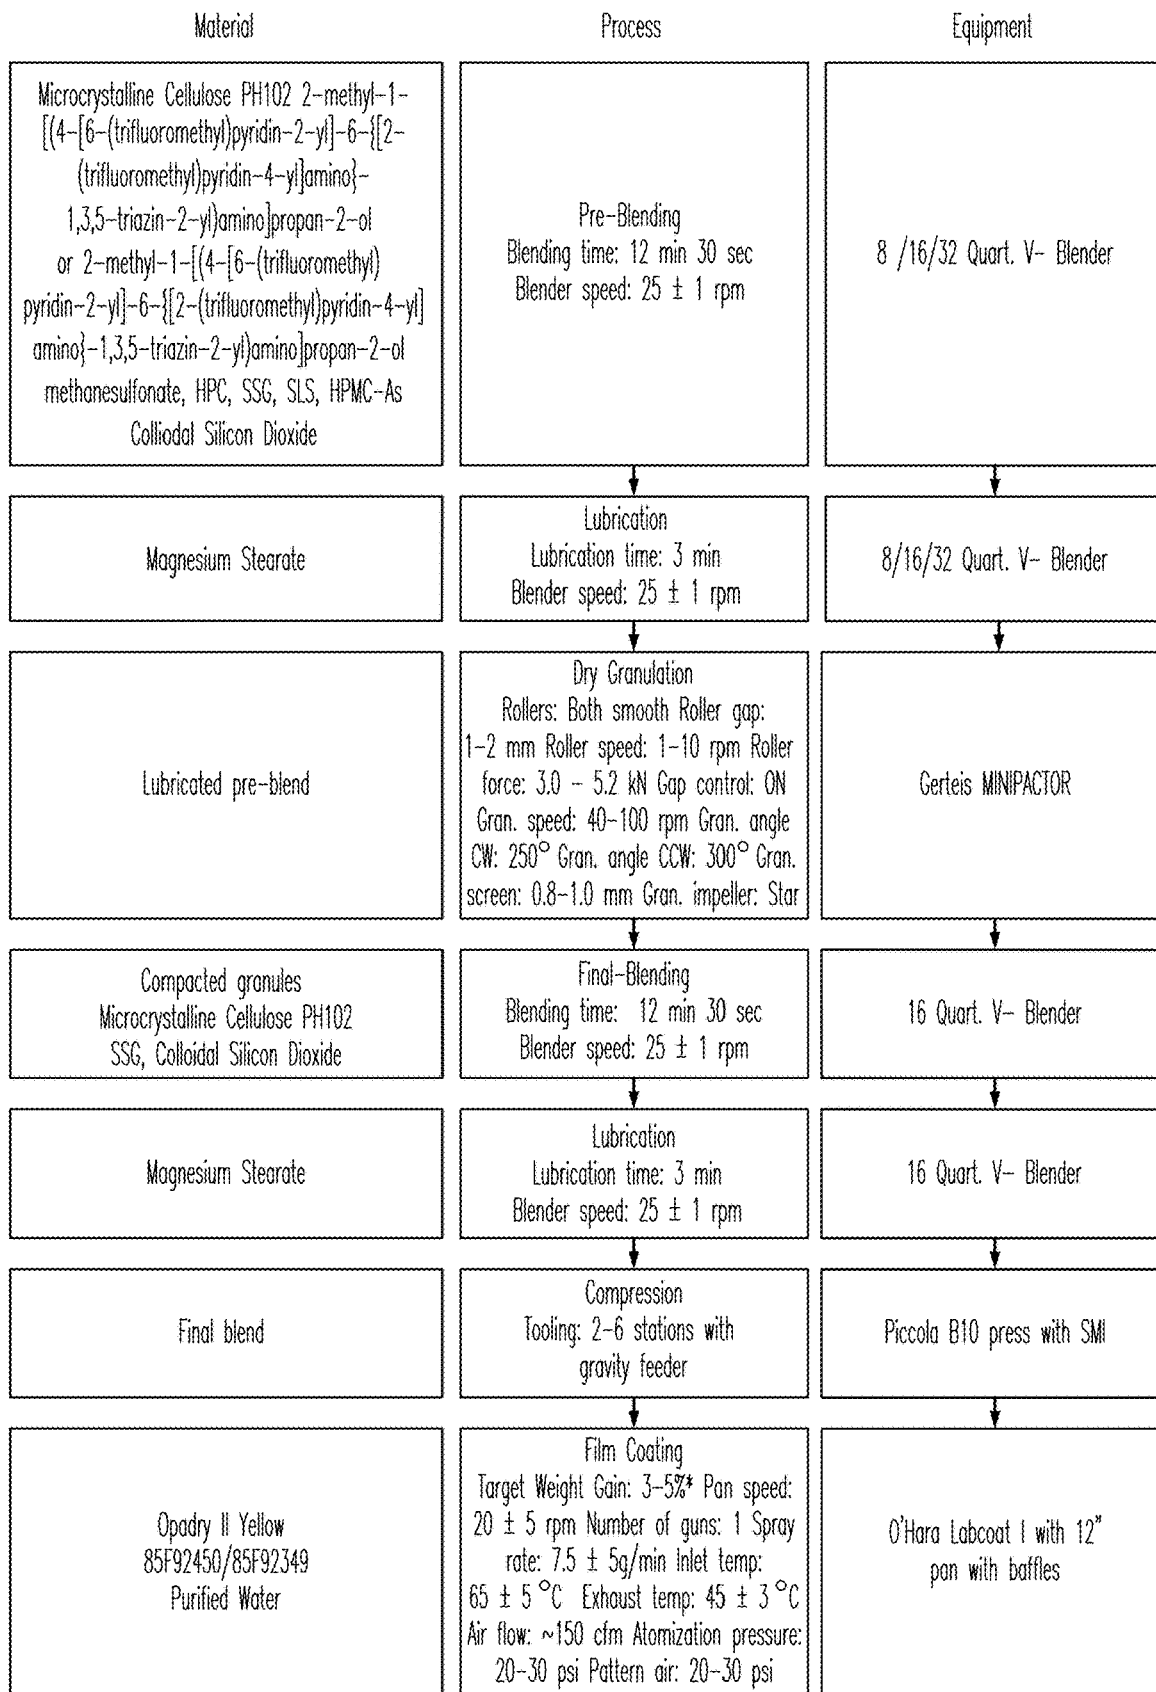 Material
Process
Equipment
Microcrystalline Cellulose PH102 2-methyl-1-
[(4-[6-(trifluoromethyl)pyridin-2-yl]-6-{[2-
(trifluoromethyl)pyridin-4-yl]amino}-
1,3,5-triazin-2-yl)amino]propan-2-ol
or 2-methyl-1-[(4-[6-(trifluoromethyl)
pyridin-2-yl]-6-{[2-(trifluoromethyl)pyridin-4-yl]
amino}-1,3,5-triazin-2-yl)amino]propan-2-ol
methanesulfonate, HPC, SSG, SLS, HPMC-As
Colliodal Silicon Dioxide
Pre-Blending
Blending time: 12 min 30 sec
Blender speed: 25 ± 1 rpm
8 /16/32 Quart. V- Blender
Magnesium Stearate
Lubrication
Lubrication time: 3 min
Blender speed: 25 ± 1 rpm
8/16/32 Quart. V- Blender
Lubricated pre-blend
Dry Granulation
Rollers: Both smooth Roller gap:
1-2 mm Roller speed: 1-10 rpm Roller
force: 3.0 - 5.2 kN Gap control: ON
Gran. speed: 40-100 rpm Gran. angle
CW: 250° Gran. angle CCW: 300° Gran.
screen: 0.8-1.0 mm Gran. impeller: Star
Gerteis MINIPACTOR
Compacted granules
Microcrystalline Cellulose PH102
SSG, Colloidal Silicon Dioxide
Final-Blending
Blending time: 12 min 30 sec
Blender speed: 25 ± 1 rpm
16 Quart. V- Blender
Magnesium Stearate
Lubrication
Lubrication time: 3 min
Blender speed: 25 ± 1 rpm
16 Quart. V- Blender
Final blend
Compression
Tooling: 2-6 stations with
gravity feeder
Piccola B10 press with SMI
Opadry II Yellow
85F92450/85F92349
Purified Water
Film Coating
Target Weight Gain: 3-5%* Pan speed:
20 ± 5 rpm Number of guns: 1 Spray
rate: 7.5 ± 5g/min Inlet temp:
65 ± 5 °C Exhaust temp: 45 ± 3 °C
Air flow: ~150 cfm Atomization pressure:
20-30 psi Pattern air: 20-30 psi
O'Hara Labcoat I with 12"
pan with baffles